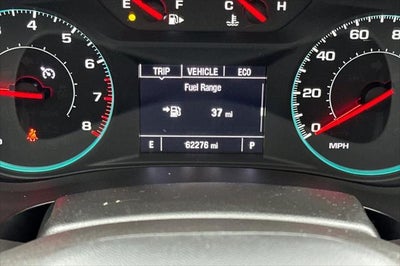 E F C H
4 5 6 7 8
TRIP VEHICLE ECO
Fuel Range
37 mi
E 62276 mi P
0 20 40 60 80
MPH